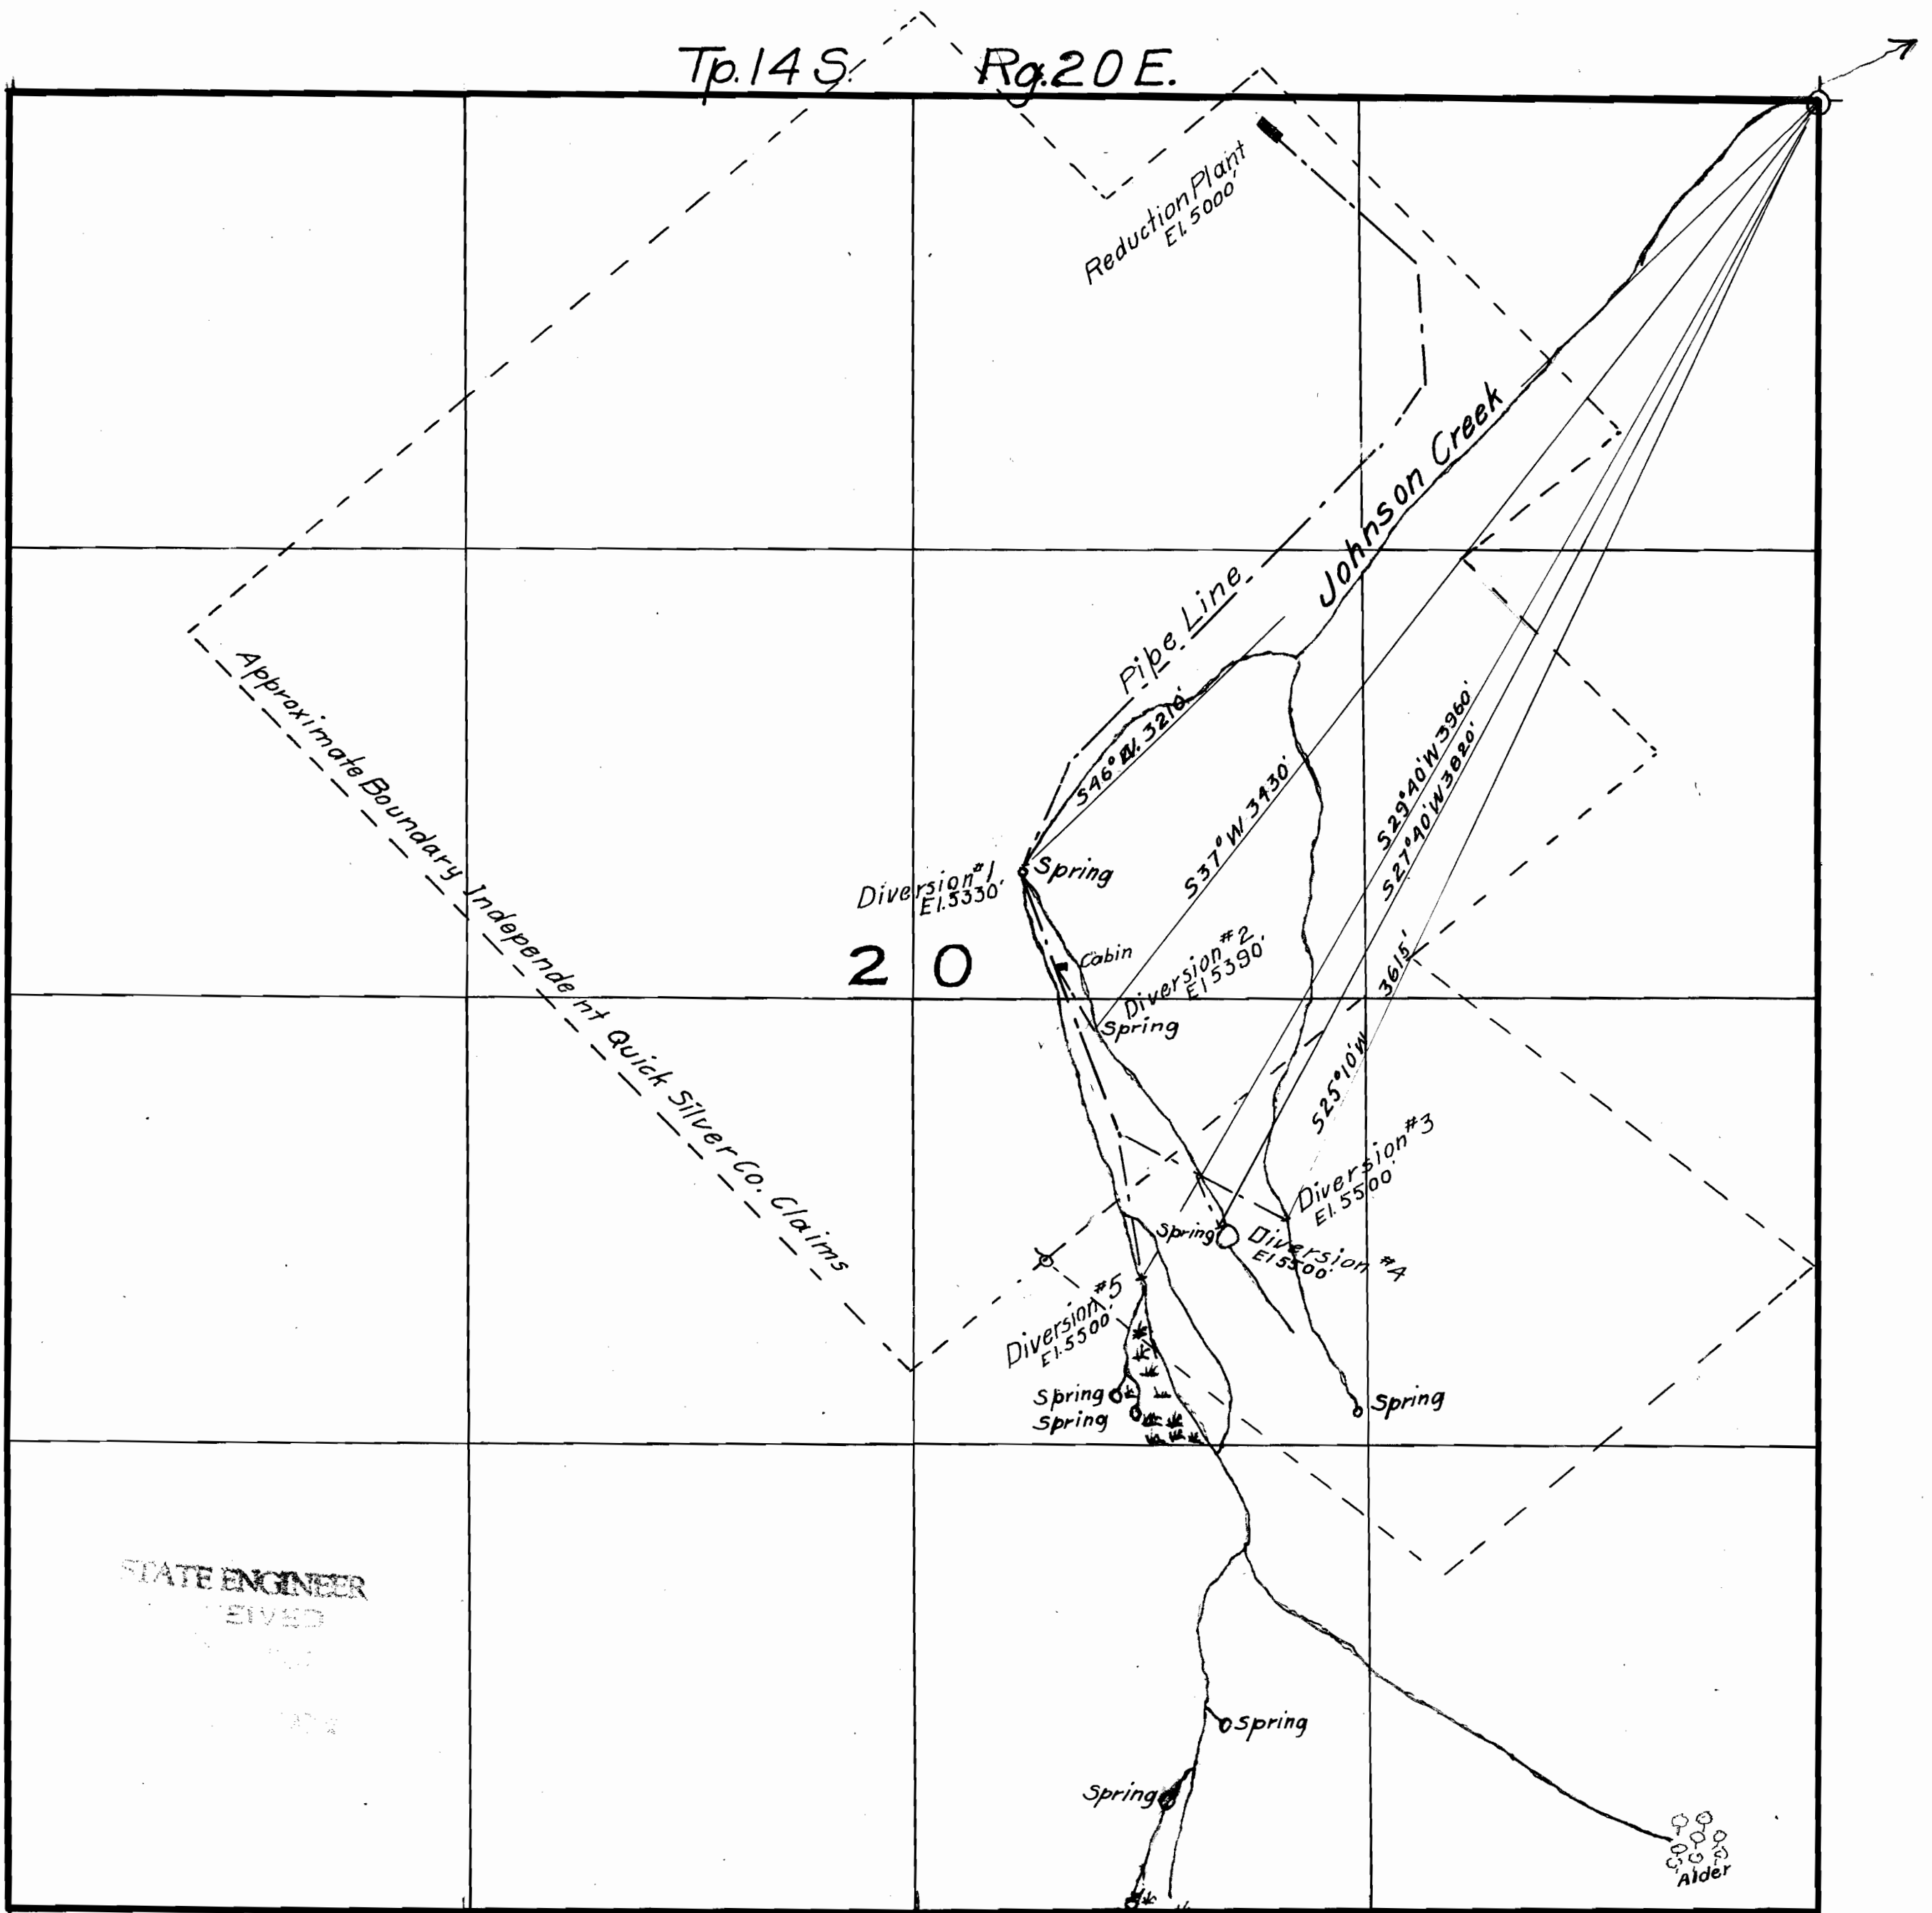 Tp. 14 S. Rg. 20 E.
Reduction Plant
El. 5000'
Johnson Creek
Pipe Line
Approximate Boundary Independent Quick Silver Co. Claims
S46° W. 3210'
S37° W. 3430'
S29°40'W 3960'
S27°40'W 3820'
S25°10'W 3615'
Spring
Diversion #1
El. 5330'
20
Cabin
Diversion #2
El 5390'
Spring
Diversion #3
El. 5500'
Spring
Diversion #4
El 5500'
Diversion #5
El. 5500'
Spring
Spring
Spring
STATE ENGINEER
Spring
Spring
Alder